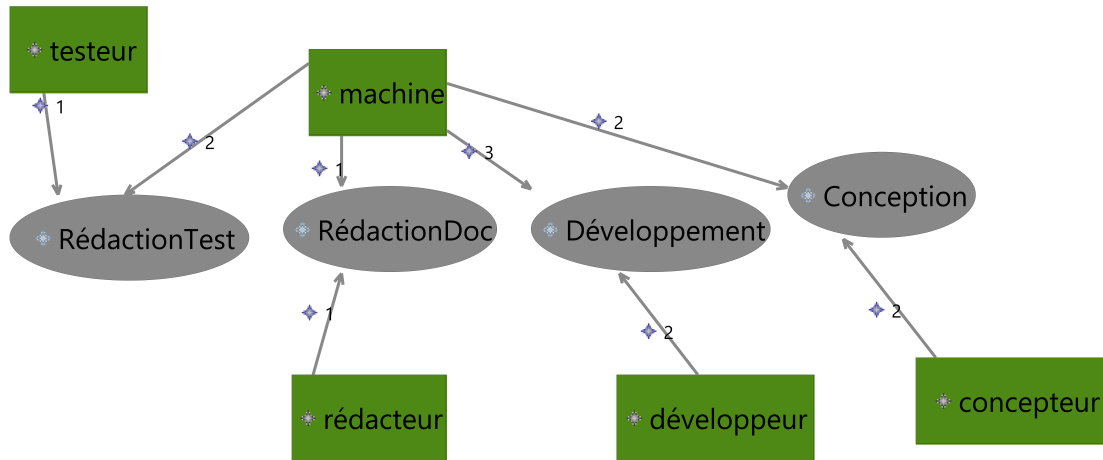 testeur
machine
1
2
1
3
2
RédactionTest
RédactionDoc
Développement
Conception
1
2
2
rédacteur
développeur
concepteur